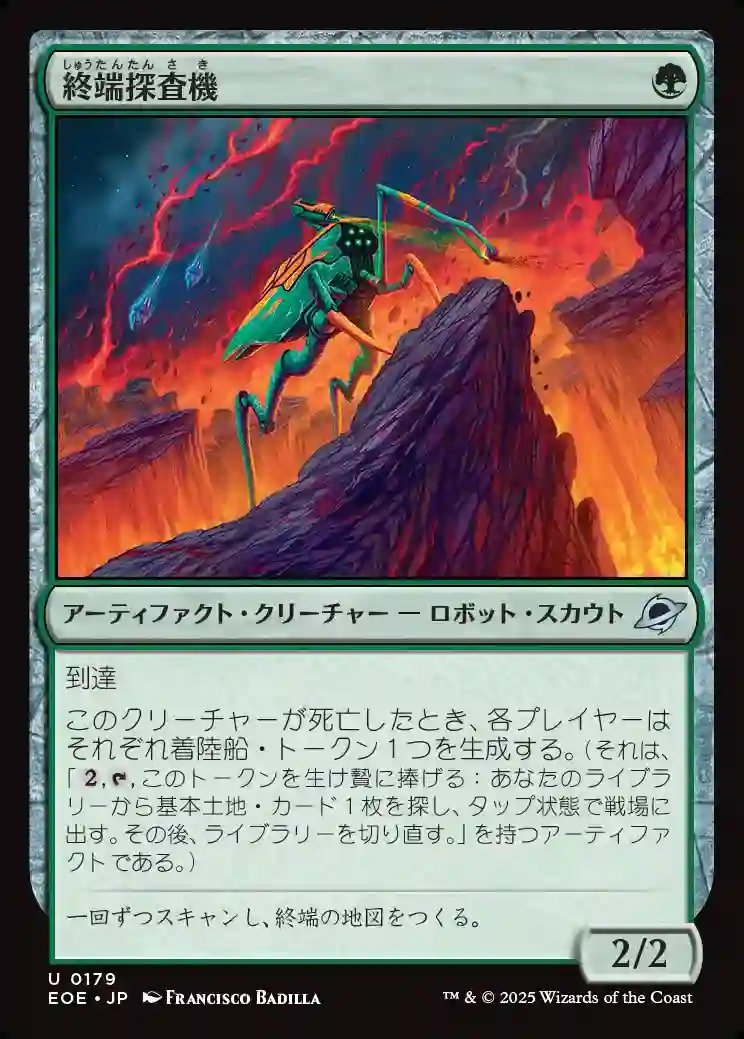 しゅうたんたんさき
終端探査機
アーティファクト・クリーチャー — ロボット・スカウト
到達
このクリーチャーが死亡したとき、各プレイヤーは
それぞれ着陸船・トークン1つを生成する。(それは、
「2,T,このトークンを生け贄に捧げる:あなたのライブラ
リーから基本土地・カード1枚を探し、タップ状態で戦場に
出す。その後、ライブラリーを切り直す。」を持つアーティファ
クトである。)
一回ずつスキャンし、終端の地図をつくる。
2/2
U 0179
EOE • JP Francisco Badilla
™ & © 2025 Wizards of the Coast